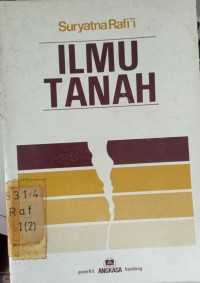 Suryatna Rafi'i
ILMU
TANAH
631.4
Raf
I(2)
penerbit ANGKASA bandung